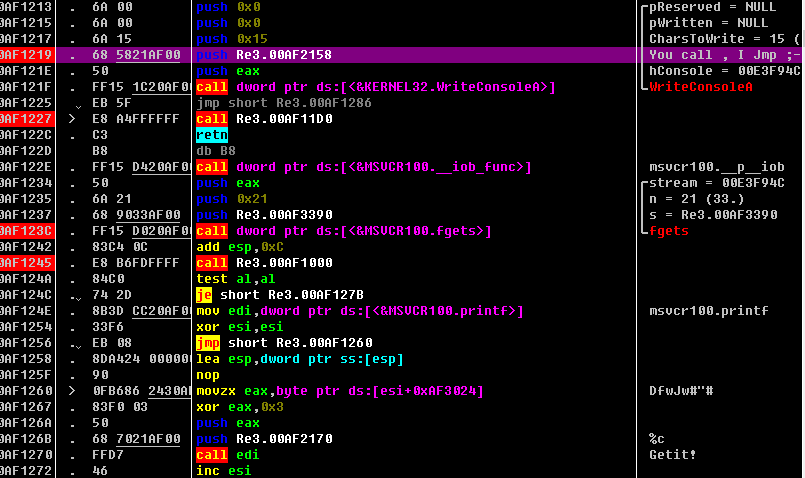 0AF1213 . 6A 00 push 0x0 pReserved = NULL
0AF1215 . 6A 00 push 0x0 pWritten = NULL
0AF1217 . 6A 15 push 0x15 CharsToWrite = 15 (
0AF1219 . 68 5821AF00 push Re3.00AF2158 You call , I Jmp ;-
0AF121E . 50 push eax hConsole = 00E3F94C
0AF121F . FF15 1C20AF0 call dword ptr ds:[<&KERNEL32.WriteConsoleA>] WriteConsoleA
0AF1225 . EB 5F jmp short Re3.00AF1286
0AF1227 > E8 A4FFFFFF call Re3.00AF11D0
0AF122C . C3 retn
0AF122D B8 db B8
0AF122E . FF15 D420AF0 call dword ptr ds:[<&MSVCR100.__iob_func>] msvcr100.__p__iob
0AF1234 . 50 push eax stream = 00E3F94C
0AF1235 . 6A 21 push 0x21 n = 21 (33.)
0AF1237 . 68 9033AF00 push Re3.00AF3390 s = Re3.00AF3390
0AF123C . FF15 D020AF0 call dword ptr ds:[<&MSVCR100.fgets>] fgets
0AF1242 . 83C4 0C add esp,0xC
0AF1245 . E8 B6FDFFFF call Re3.00AF1000
0AF124A . 84C0 test al,al
0AF124C . 74 2D je short Re3.00AF127B
0AF124E . 8B3D CC20AF0 mov edi,dword ptr ds:[<&MSVCR100.printf>] msvcr100.printf
0AF1254 . 33F6 xor esi,esi
0AF1256 . EB 08 jmp short Re3.00AF1260
0AF1258 . 8DA424 00000 lea esp,dword ptr ss:[esp]
0AF125F . 90 nop
0AF1260 > 0FB686 2430A movzx eax,byte ptr ds:[esi+0xAF3024] DfwJw#"#
0AF1267 . 83F0 03 xor eax,0x3
0AF126A . 50 push eax
0AF126B . 68 7021AF00 push Re3.00AF2170 %c
0AF1270 . FFD7 call edi Getit!
0AF1272 . 46 inc esi